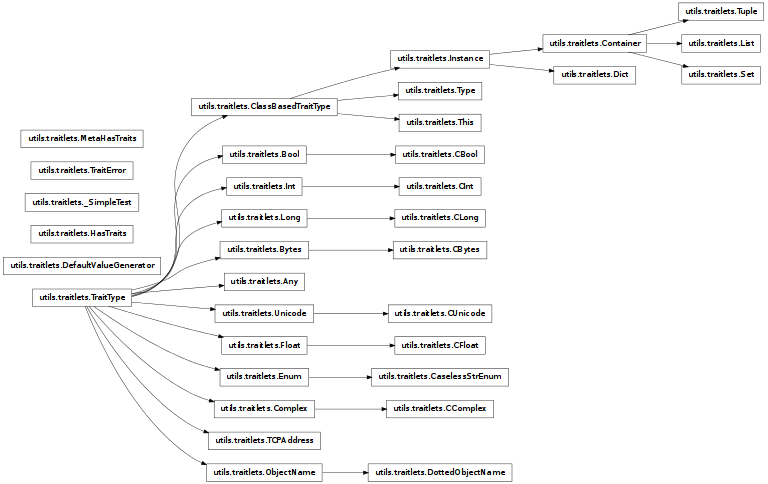 utils.traitlets.Tuple
utils.traitlets.Container
utils.traitlets.List
utils.traitlets.Instance
utils.traitlets.Dict
utils.traitlets.Set
utils.traitlets.Type
utils.traitlets.ClassBasedTraitType
utils.traitlets.This
utils.traitlets.MetaHasTraits
utils.traitlets.Bool
utils.traitlets.CBool
utils.traitlets.TraitError
utils.traitlets.Int
utils.traitlets.CInt
utils.traitlets._SimpleTest
utils.traitlets.Long
utils.traitlets.CLong
utils.traitlets.HasTraits
utils.traitlets.Bytes
utils.traitlets.CBytes
utils.traitlets.DefaultValueGenerator
utils.traitlets.Any
utils.traitlets.TraitType
utils.traitlets.Unicode
utils.traitlets.CUnicode
utils.traitlets.Float
utils.traitlets.CFloat
utils.traitlets.Enum
utils.traitlets.CaselessStrEnum
utils.traitlets.Complex
utils.traitlets.CComplex
utils.traitlets.TCPAddress
utils.traitlets.ObjectName
utils.traitlets.DottedObjectName